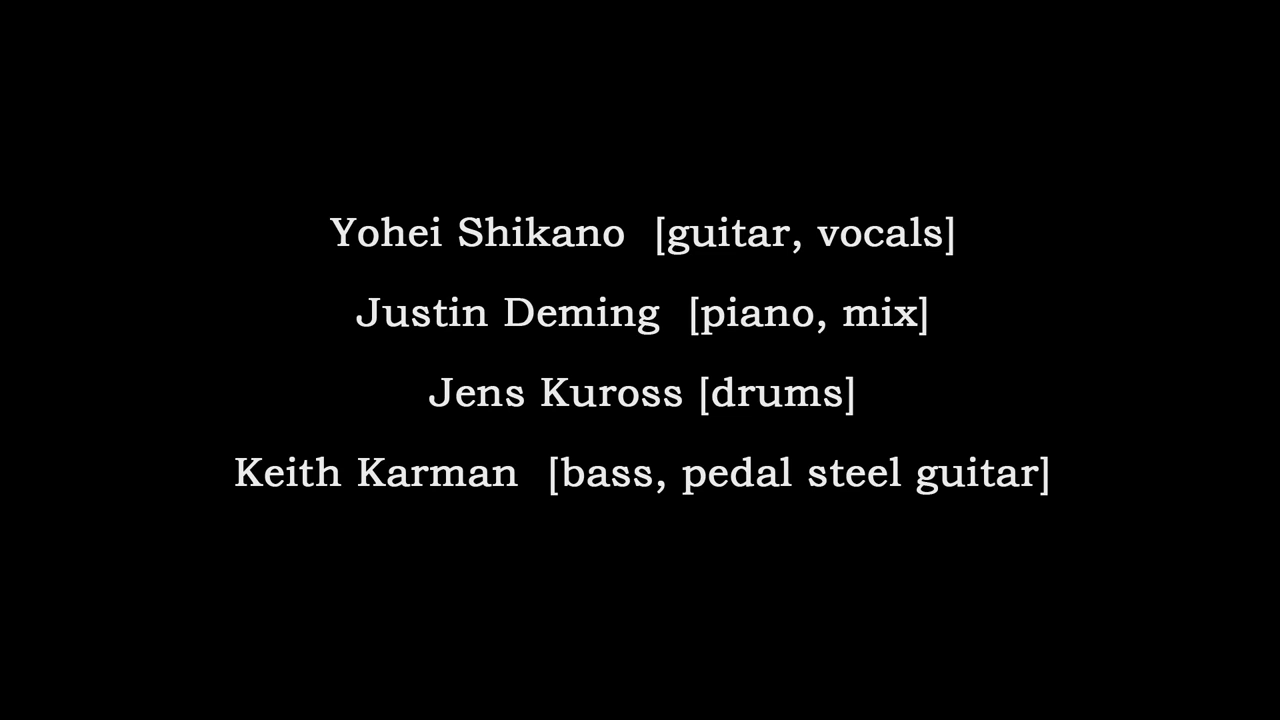 Yohei Shikano  [guitar, vocals]
Justin Deming  [piano, mix]
Jens Kuross [drums]
Keith Karman  [bass, pedal steel guitar]